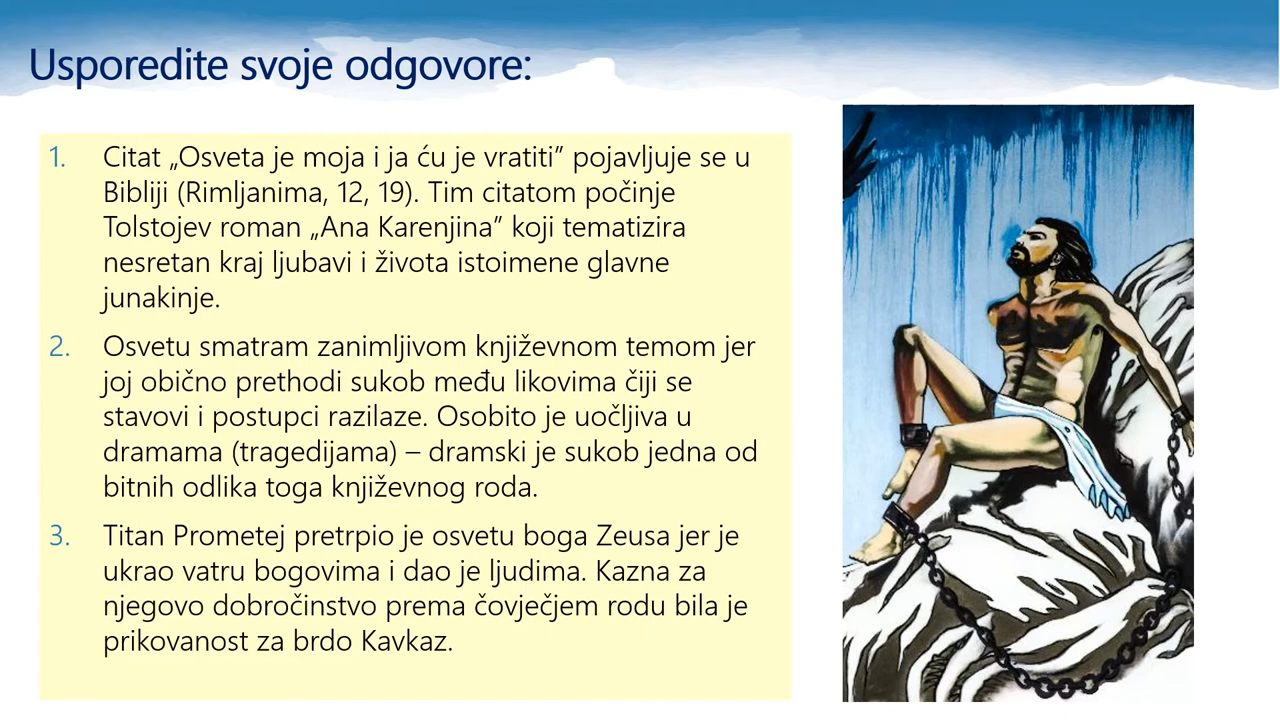 Usporedite svoje odgovore:
1. Citat „Osveta je moja i ja ću je vratiti” pojavljuje se u
Bibliji (Rimljanima, 12, 19). Tim citatom počinje
Tolstojev roman „Ana Karenjina” koji tematizira
nesretan kraj ljubavi i života istoimene glavne
junakinje.
2. Osvetu smatram zanimljivom književnom temom jer
joj obično prethodi sukob među likovima čiji se
stavovi i postupci razilaze. Osobito je uočljiva u
dramama (tragedijama) – dramski je sukob jedna od
bitnih odlika toga književnog roda.
3. Titan Prometej pretrpio je osvetu boga Zeusa jer je
ukrao vatru bogovima i dao je ljudima. Kazna za
njegovo dobročinstvo prema čovječjem rodu bila je
prikovanost za brdo Kavkaz.